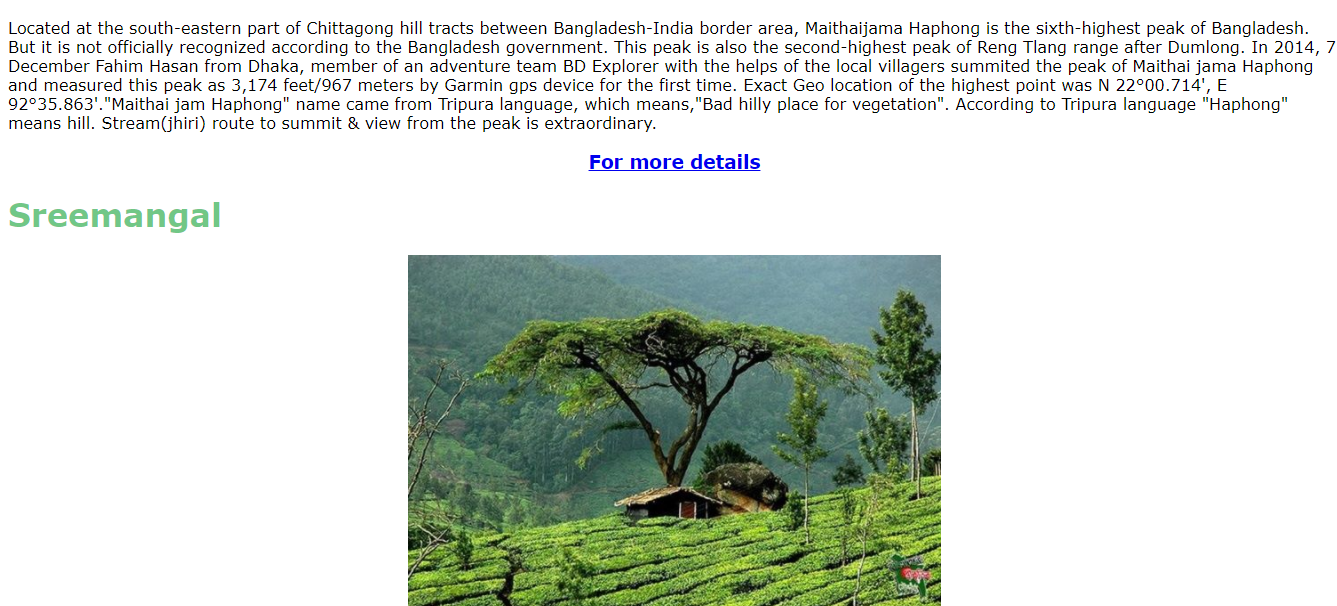 Located at the south-eastern part of Chittagong hill tracts between Bangladesh-India border area, Maithaijama Haphong is the sixth-highest peak of Bangladesh.
But it is not officially recognized according to the Bangladesh government. This peak is also the second-highest peak of Reng Tlang range after Dumlong. In 2014, 7
December Fahim Hasan from Dhaka, member of an adventure team BD Explorer with the helps of the local villagers summited the peak of Maithai jama Haphong
and measured this peak as 3,174 feet/967 meters by Garmin gps device for the first time. Exact Geo location of the highest point was N 22°00.714', E
92°35.863'."Maithai jam Haphong" name came from Tripura language, which means,"Bad hilly place for vegetation". According to Tripura language "Haphong"
means hill. Stream(jhiri) route to summit & view from the peak is extraordinary.
For more details
Sreemangal